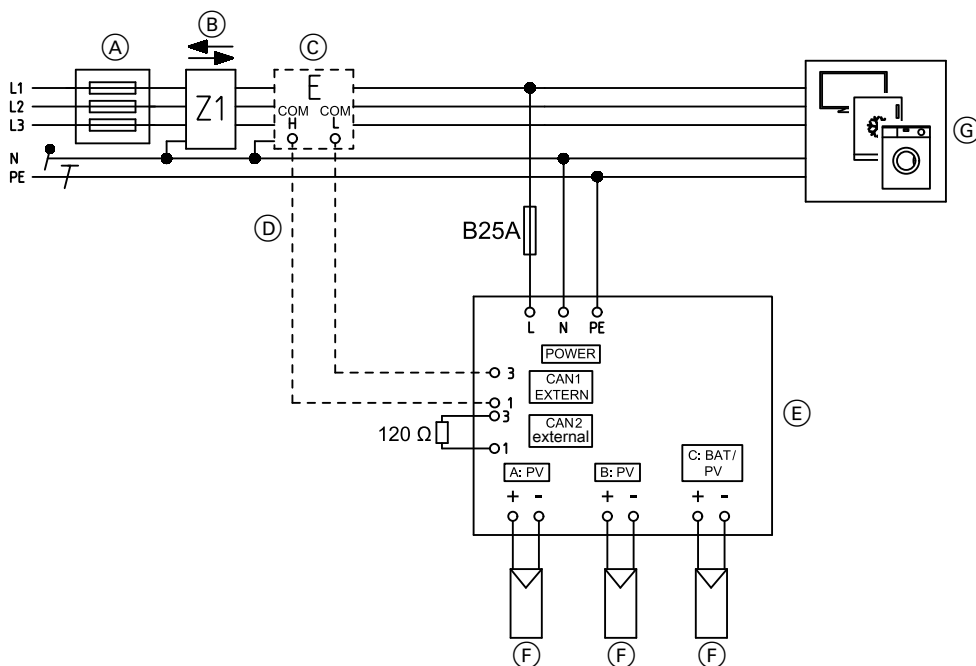 A
B
C
L1
L2
L3
N
PE
Z1
E
COM COM
H L
N
G
D
B25A
L N PE
POWER
3
CAN1
EXTERN
1
3
CAN2
external
1
120 Ω
E
A: PV
B: PV
C: BAT/
PV
+ - + - + -
F F F